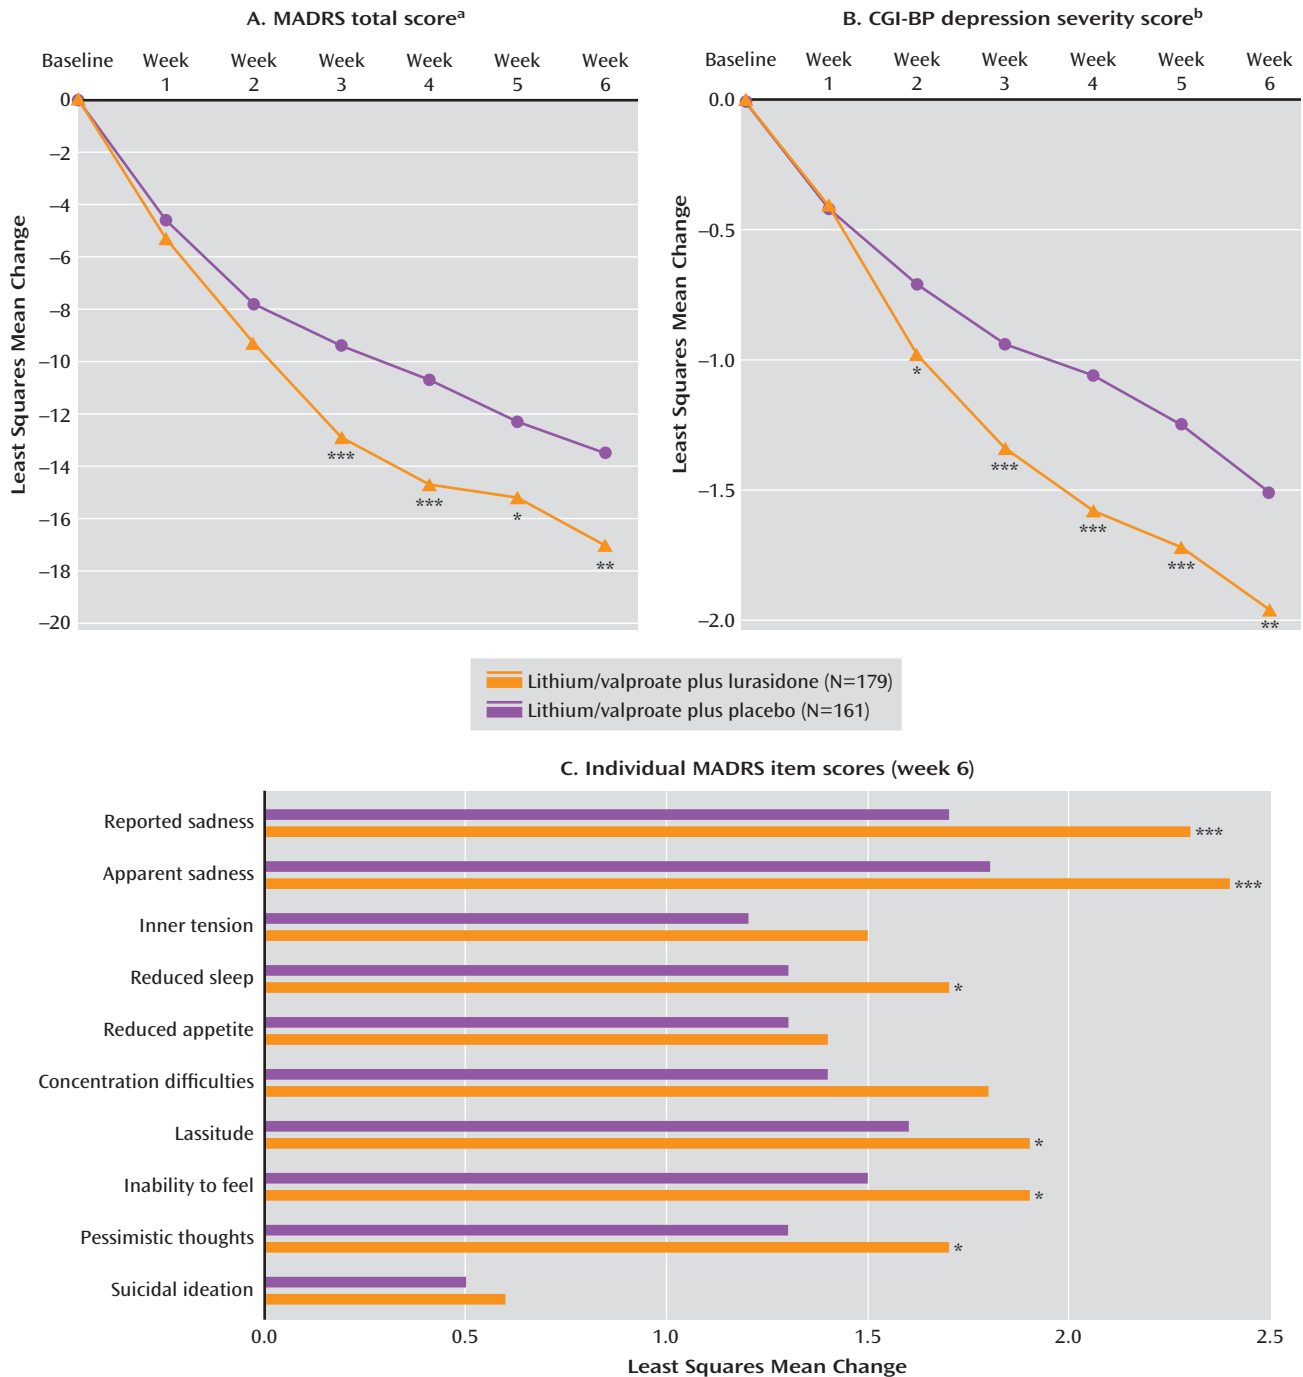 A. MADRS total scoreᵃ
Baseline Week 1 Week 2 Week 3 Week 4 Week 5 Week 6
0
–2
–4
–6
–8
–10
–12
–14
–16
–18
–20
Least Squares Mean Change
***
***
*
**
B. CGI-BP depression severity scoreᵇ
Baseline Week 1 Week 2 Week 3 Week 4 Week 5 Week 6
0.0
–0.5
–1.0
–1.5
–2.0
Least Squares Mean Change
*
***
***
***
**
Lithium/valproate plus lurasidone (N=179)
Lithium/valproate plus placebo (N=161)
C. Individual MADRS item scores (week 6)
Reported sadness ***
Apparent sadness ***
Inner tension
Reduced sleep *
Reduced appetite
Concentration difficulties
Lassitude *
Inability to feel *
Pessimistic thoughts *
Suicidal ideation
0.0 0.5 1.0 1.5 2.0 2.5
Least Squares Mean Change